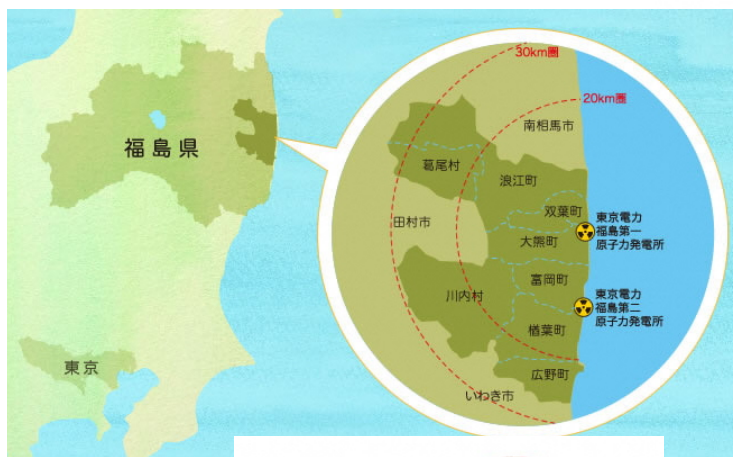 福島県
東京
30km圏
20km圏
南相馬市
葛尾村
浪江町
双葉町
田村市
大熊町
東京電力
福島第一
原子力発電所
富岡町
川内村
東京電力
福島第二
原子力発電所
楢葉町
広野町
いわき市